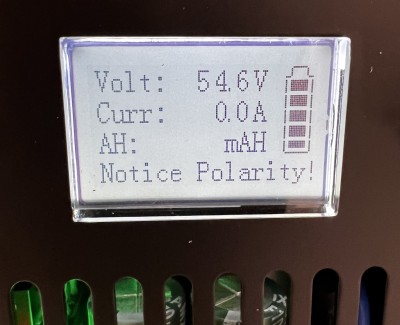 Volt: 54.6V
Curr: 0.0A
AH: mAH
Notice Polarity!